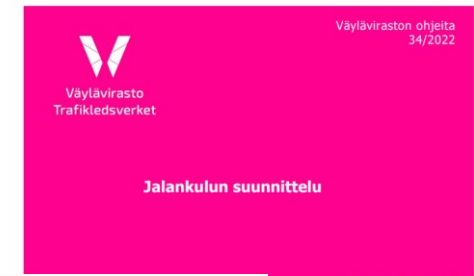 Väyläviraston ohjeita
34/2022
Väylävirasto
Trafikledsverket
Jalankulun suunnittelu